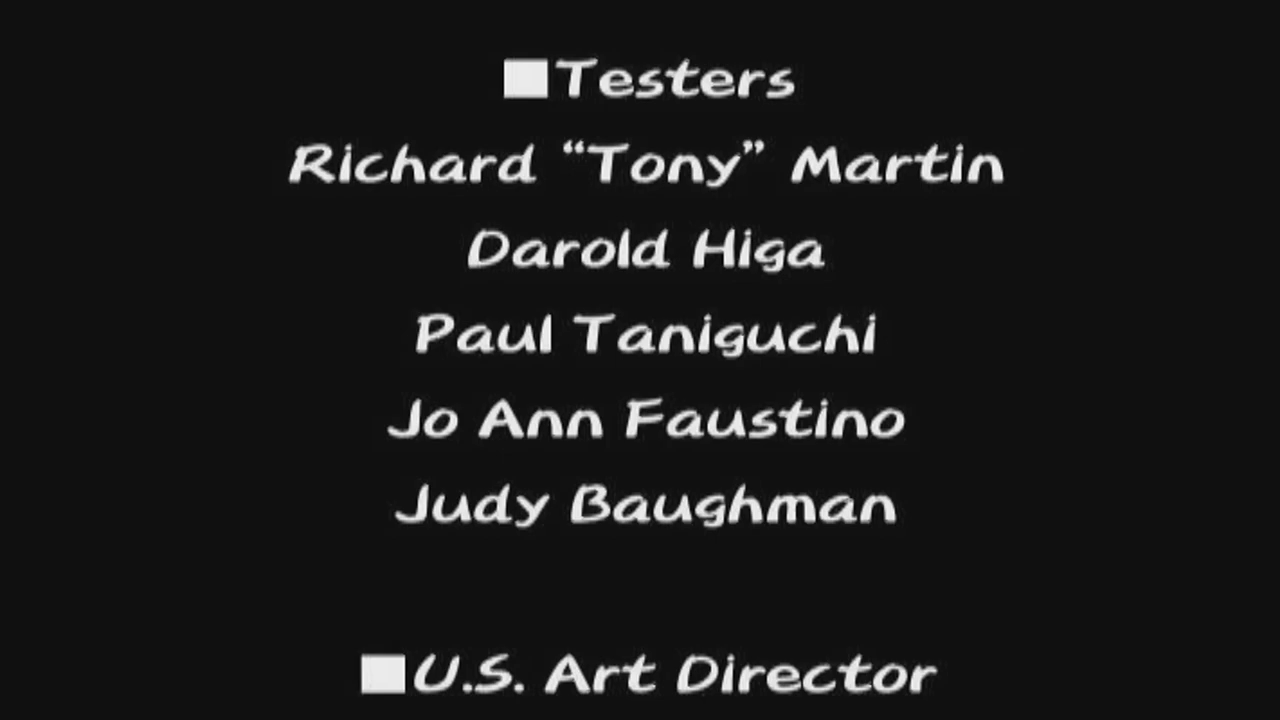 ■Testers
Richard “Tony” Martin
Darold Higa
Paul Taniguchi
Jo Ann Faustino
Judy Baughman
■U.S. Art Director